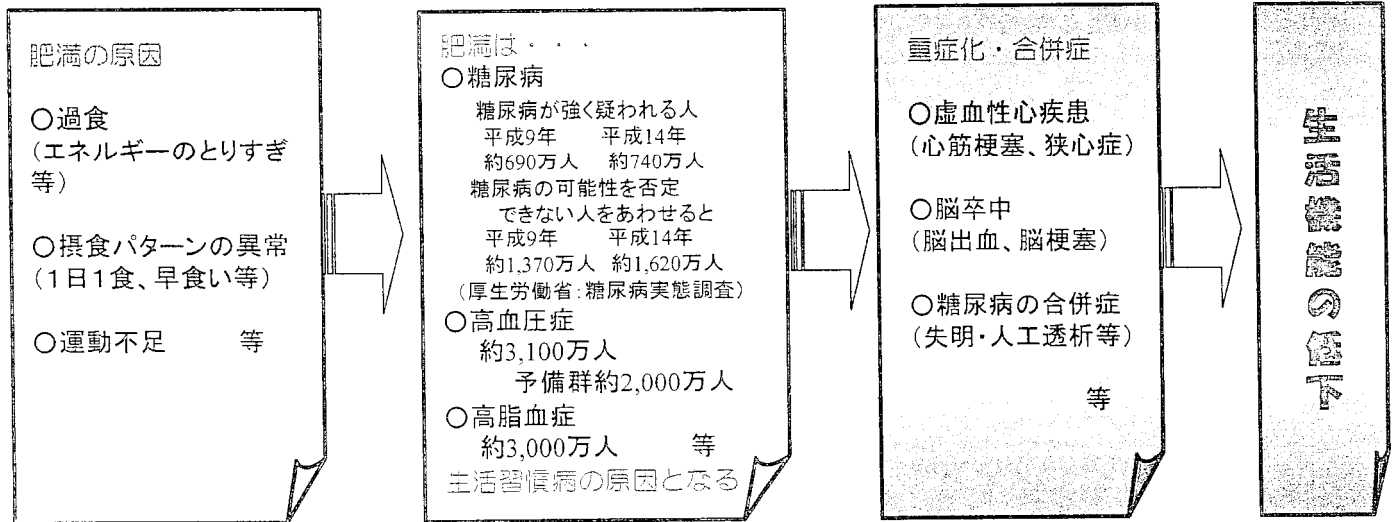 肥満の原因
○過食
(エネルギーのとりすぎ
等)
○摂食パターンの異常
(1日1食、早食い等)
○運動不足 等
肥満は・・・
○糖尿病
糖尿病が強く疑われる人
平成9年 平成14年
約690万人 約740万人
糖尿病の可能性を否定
できない人をあわせると
平成9年 平成14年
約1,370万人 約1,620万人
(厚生労働省:糖尿病実態調査)
○高血圧症
約3,100万人
予備群約2,000万人
○高脂血症
約3,000万人 等
生活習慣病の原因となる
重症化・合併症
○虚血性心疾患
(心筋梗塞、狭心症)
○脳卒中
(脳出血、脳梗塞)
○糖尿病の合併症
(失明・人工透析等)
等
生活機能の低下